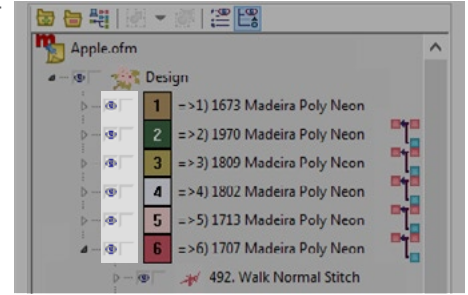 Apple.ofm
Design
1 =>1) 1673 Madeira Poly Neon
2 =>2) 1970 Madeira Poly Neon
3 =>3) 1809 Madeira Poly Neon
4 =>4) 1802 Madeira Poly Neon
5 =>5) 1713 Madeira Poly Neon
6 =>6) 1707 Madeira Poly Neon
492. Walk Normal Stitch